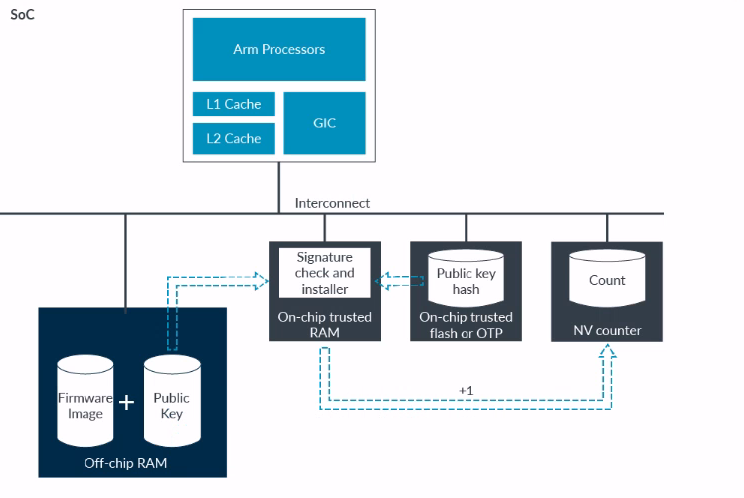 SoC
Arm Processors
L1 Cache
L2 Cache
GIC
Interconnect
Signature
check and
installer
On-chip trusted
RAM
Public key
hash
On-chip trusted
flash or OTP
Count
NV counter
+1
Firmware
Image
+
Public
Key
Off-chip RAM